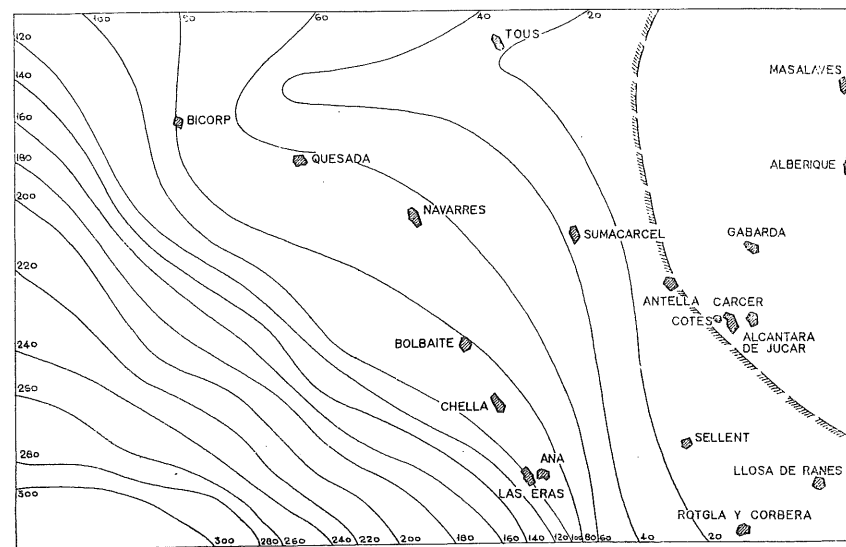 100 80 60 40 20
TOUS
120
140
160
180
200
220
240
260
280
300
MASALAVES
BICORP
QUESADA
ALBERIQUE
NAVARRES
SUMACARCEL
GABARDA
ANTELLA CARCER
COTES
ALCANTARA
DE JUCAR
BOLBAITE
CHELLA
SELLENT
ANA
LAS ERAS
LLOSA DE RANES
ROTGLA Y CORBERA
300 280 260 240 220 200 180 160 140 120 100 80 60 40 20